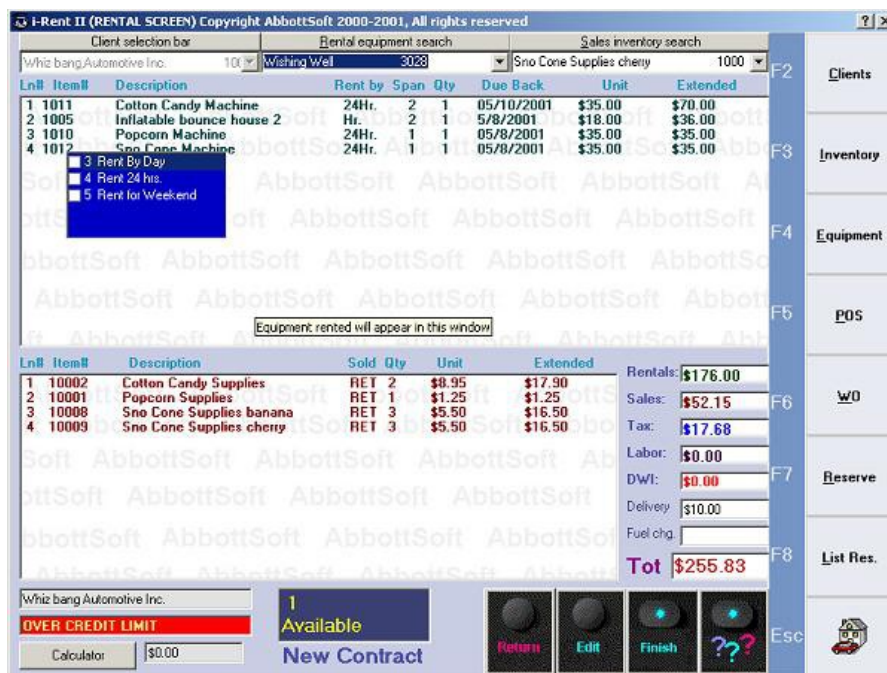 i-Rent II (RENTAL SCREEN) Copyright AbbottSoft 2000-2001, All rights reserved
Client selection bar Rental equipment search Sales inventory search
Whiz bang Automotive Inc. Wishing Well 3028 Sno Cone Supplies cherry 1000
Ln# Item# Description Rent by Span Qty Due Back Unit Extended
1 1011 Cotton Candy Machine 24Hr. 2 1 05/10/2001 $35.00 $70.00
2 1005 Inflatable bounce house 2 Hr. 2 1 5/8/2001 $18.00 $36.00
3 1010 Popcorn Machine 24Hr. 1 1 05/8/2001 $35.00 $35.00
4 1012 Sno Cone Machine 24Hr. 1 1 05/8/2001 $35.00 $35.00
3 Rent By Day
4 Rent 24 hrs.
5 Rent for Weekend
Equipment rented will appear in this window
Ln# Item# Description Sold Qty Unit Extended
1 10002 Cotton Candy Supplies RET 2 $8.95 $17.90
2 10001 Popcorn Supplies RET 1 $1.25 $1.25
3 10008 Sno Cone Supplies banana RET 3 $5.50 $16.50
4 10009 Sno Cone Supplies cherry RET 3 $5.50 $16.50
Rentals: $176.00
Sales: $52.15
Tax: $17.68
Labor: $0.00
DWI: $0.00
Delivery $10.00
Fuel chg.
Tot $255.83
Whiz bang Automotive Inc.
OVER CREDIT LIMIT
Calculator $0.00
1
Available
New Contract
Return Edit Finish ???
F2 Clients
F3 Inventory
F4 Equipment
F5 POS
F6 WO
F7 Reserve
F8 List Res.
Esc